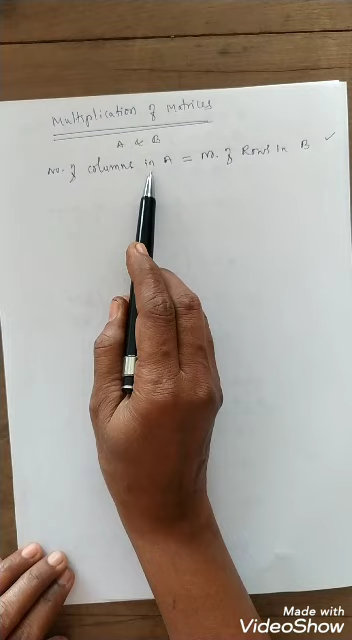 Multiplication of Matrices
A & B
No. of columns in A = No. of Rows in B ✓
Made with
VideoShow